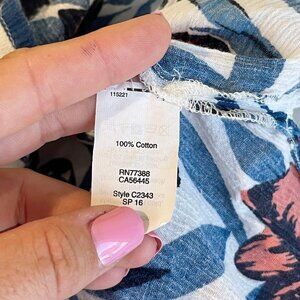 115221
100% Cotton
RN77388
CA56445
Style C2343
SP 16